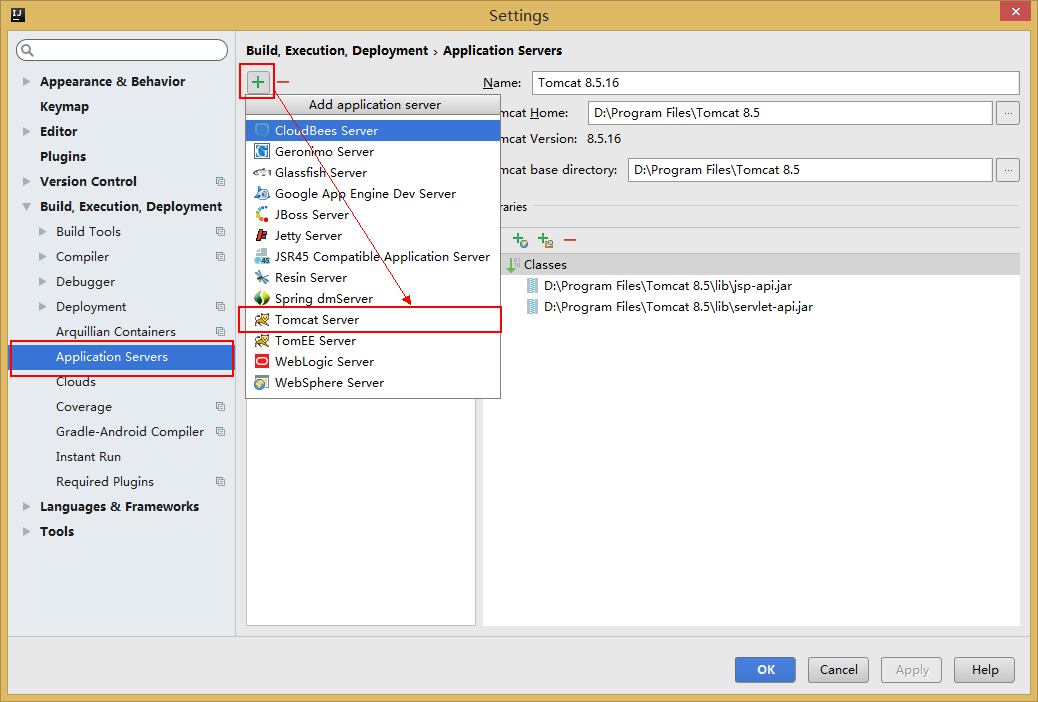 Settings
Appearance & Behavior
Keymap
Editor
Plugins
Version Control
Build, Execution, Deployment
Build Tools
Compiler
Debugger
Deployment
Arquillian Containers
Application Servers
Clouds
Coverage
Gradle-Android Compiler
Instant Run
Required Plugins
Languages & Frameworks
Tools
Build, Execution, Deployment › Application Servers
Add application server
CloudBees Server
Geronimo Server
Glassfish Server
Google App Engine Dev Server
JBoss Server
Jetty Server
JSR45 Compatible Application Server
Resin Server
Spring dmServer
Tomcat Server
TomEE Server
WebLogic Server
WebSphere Server
Name: Tomcat 8.5.16
mcat Home: D:\Program Files\Tomcat 8.5 ...
mcat Version: 8.5.16
mcat base directory: D:\Program Files\Tomcat 8.5 ...
raries
Classes
D:\Program Files\Tomcat 8.5\lib\jsp-api.jar
D:\Program Files\Tomcat 8.5\lib\servlet-api.jar
OK Cancel Apply Help